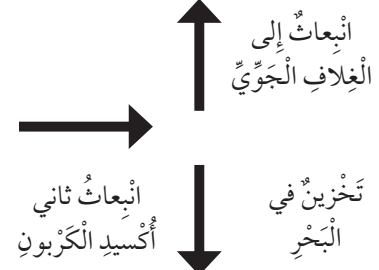 انْبِعاثٌ إِلى
الْغِلافِ الْجَوِّيِّ
انْبِعاثُ ثاني
أُكْسيدِ الْكَرْبونِ
تَخْزينٌ في
الْبَحْرِ